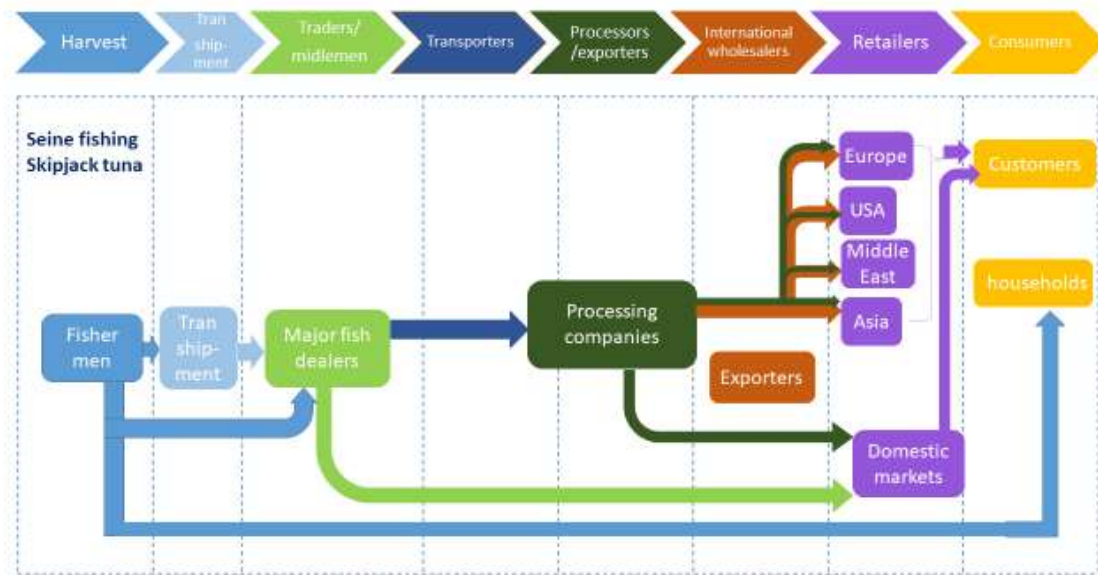 Harvest
Tran
ship-
ment
Traders/
midlemen
Transporters
Processors
/exporters
International
wholesalers
Retailers
Consumers
Seine fishing
Skipjack tuna
Europe
Customers
USA
Middle
East
households
Processing
companies
Asia
Fisher
men
Tran
ship-
ment
Major fish
dealers
Exporters
Domestic
markets